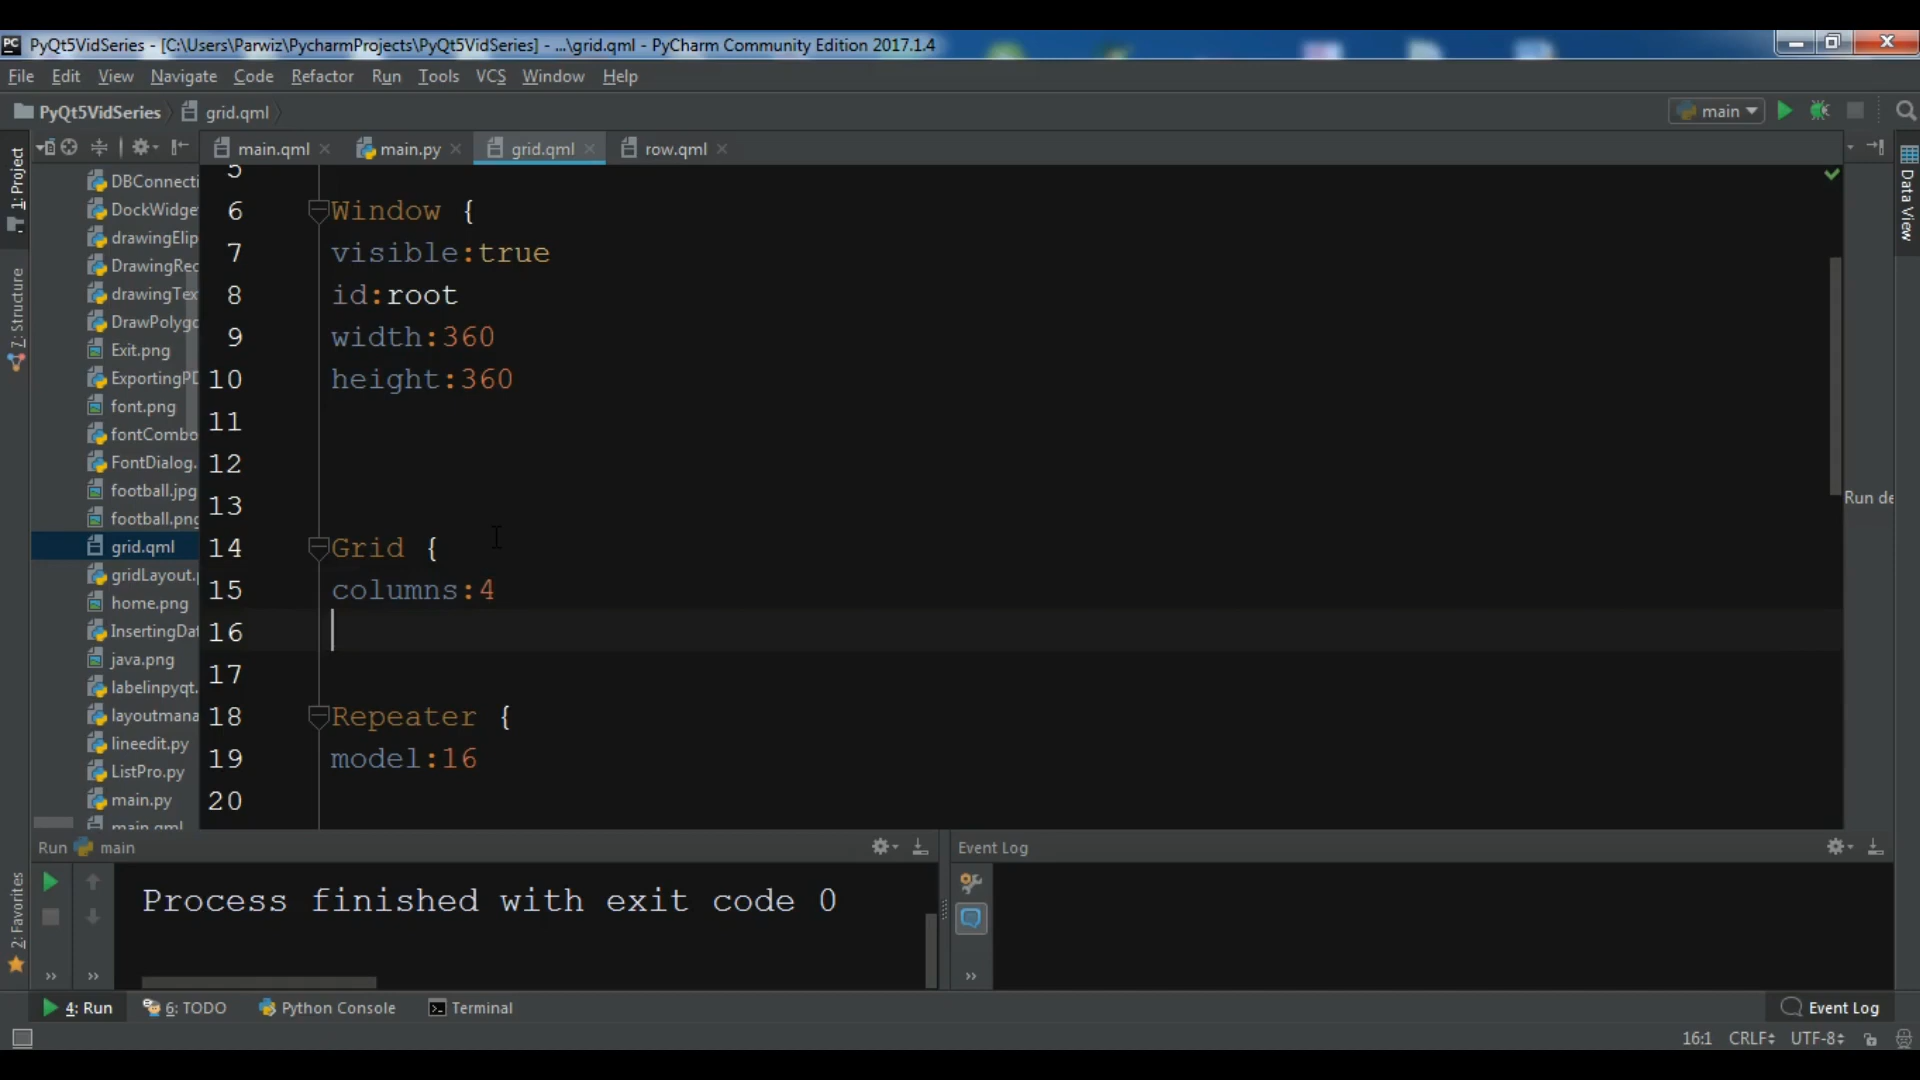 PyQt5VidSeries - [C:\Users\Parwiz\PycharmProjects\PyQt5VidSeries] - ...\grid.qml - PyCharm Community Edition 2017.1.4
File Edit View Navigate Code Refactor Run Tools VCS Window Help
PyQt5VidSeries grid.qml main
main.qml main.py grid.qml row.qml
1: Project
7: Structure
2: Favorites
DBConnecti
DockWidge
drawingElip
DrawingRec
drawingTex
DrawPolygo
Exit.png
ExportingPD
font.png
fontCombo
FontDialog.
football.jpg
football.png
grid.qml
gridLayout.p
home.png
InsertingDat
java.png
labelinpyqt.
layoutmana
lineedit.py
ListPro.py
main.py
main.qml
5
6 Window {
7 visible:true
8 id:root
9 width:360
10 height:360
11
12
13
14 Grid {
15 columns:4
16
17
18 Repeater {
19 model:16
20
Data View
Run de
Run main
Process finished with exit code 0
Event Log
4: Run 6: TODO Python Console Terminal Event Log
16:1 CRLF UTF-8